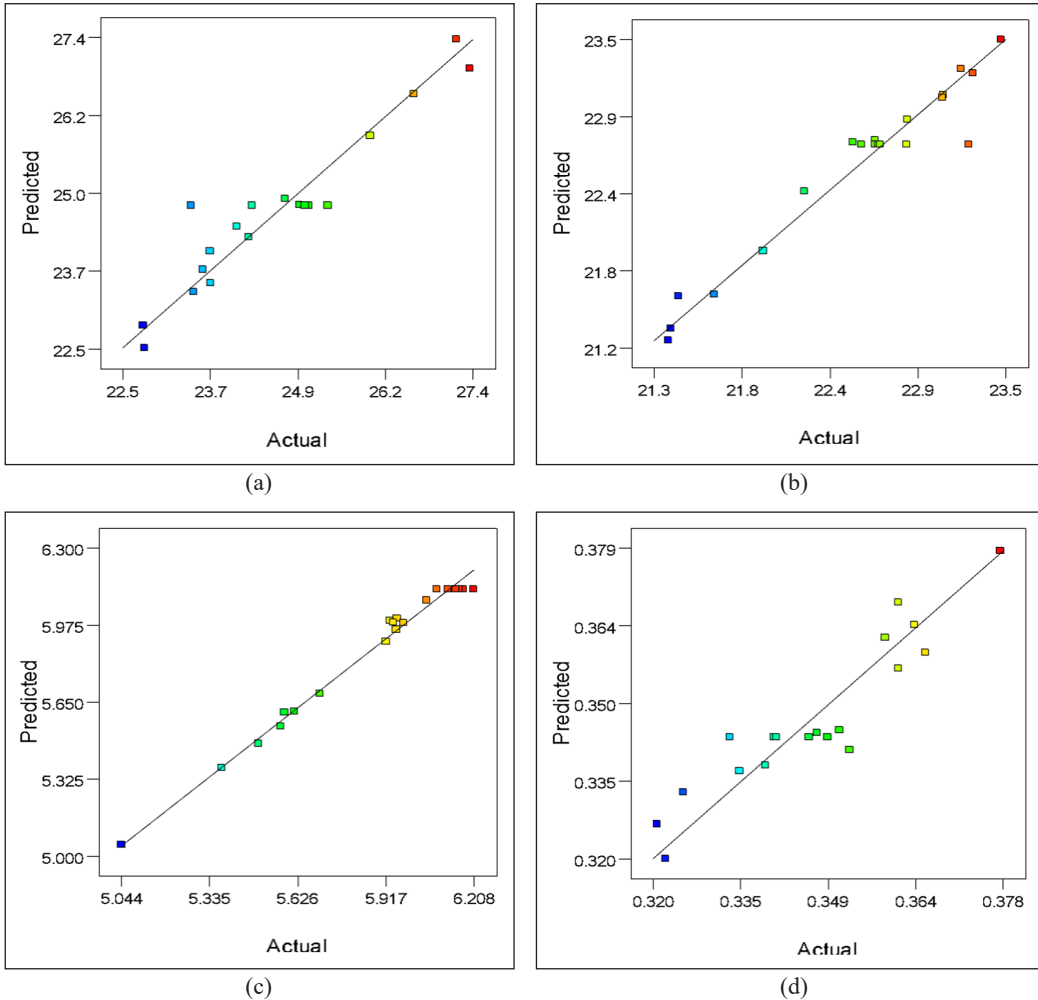 27.4
26.2
25.0
23.7
22.5
Predicted
22.5 23.7 24.9 26.2 27.4
Actual
(a)
23.5
22.9
22.4
21.8
21.2
Predicted
21.3 21.8 22.4 22.9 23.5
Actual
(b)
6.300
5.975
5.650
5.325
5.000
Predicted
5.044 5.335 5.626 5.917 6.208
Actual
(c)
0.379
0.364
0.350
0.335
0.320
Predicted
0.320 0.335 0.349 0.364 0.378
Actual
(d)